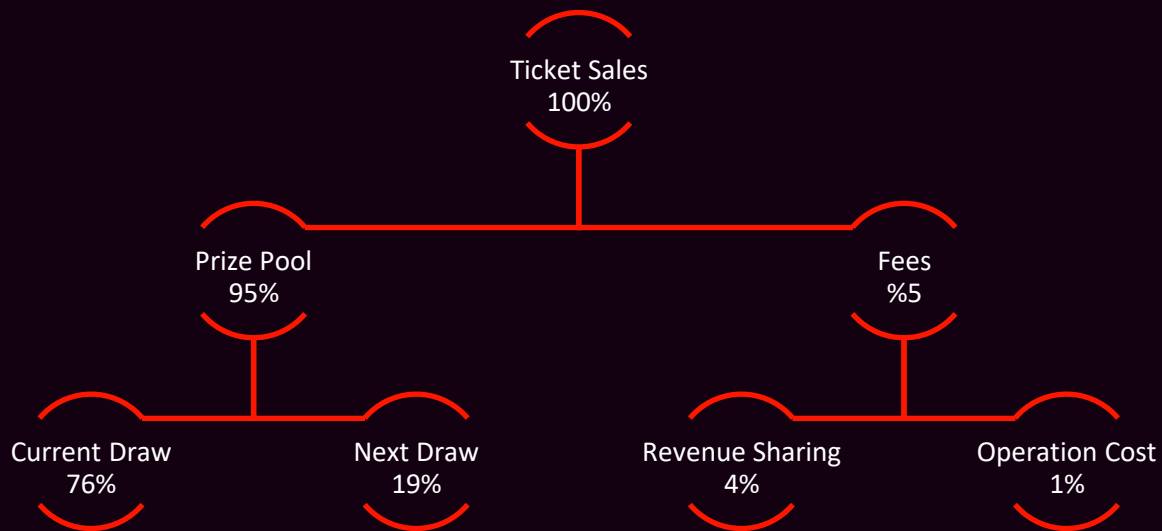 Ticket Sales
100%
Prize Pool
95%
Fees
%5
Current Draw
76%
Next Draw
19%
Revenue Sharing
4%
Operation Cost
1%